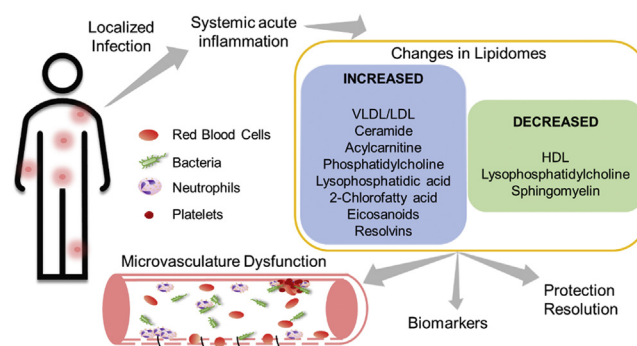 Localized
Infection
Systemic acute
inflammation
Changes in Lipidomes
INCREASED
VLDL/LDL
Ceramide
Acylcarnitine
Phosphatidylcholine
Lysophosphatidic acid
2-Chlorofatty acid
Eicosanoids
Resolvins
DECREASED
HDL
Lysophosphatidylcholine
Sphingomyelin
Red Blood Cells
Bacteria
Neutrophils
Platelets
Microvasculature Dysfunction
Biomarkers
Protection
Resolution